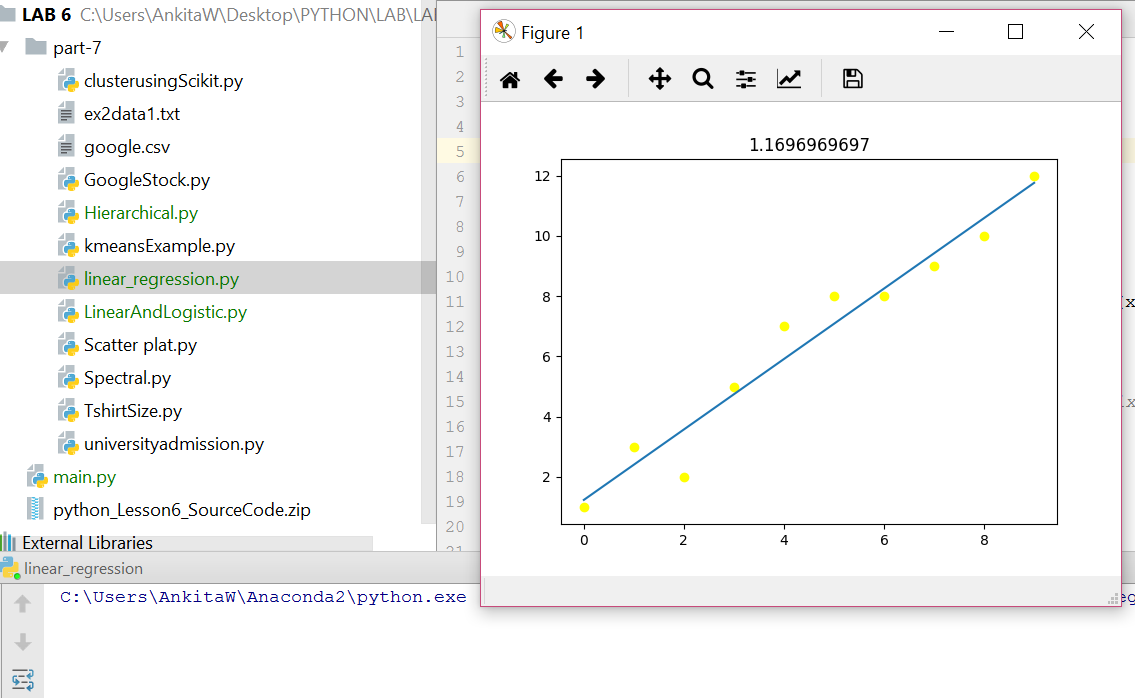 LAB 6 C:\Users\AnkitaW\Desktop\PYTHON\LAB\LA
part-7
clusterusingScikit.py
ex2data1.txt
google.csv
GoogleStock.py
Hierarchical.py
kmeansExample.py
linear_regression.py
LinearAndLogistic.py
Scatter plat.py
Spectral.py
TshirtSize.py
universityadmission.py
main.py
python_Lesson6_SourceCode.zip
External Libraries
1
2
3
4
5
6
7
8
9
10
11
12
13
14
15
16
17
18
19
20
21
Figure 1
1.1696969697
12
10
8
6
4
2
0 2 4 6 8
(x
ix
linear_regression
C:\Users\AnkitaW\Anaconda2\python.exe eg